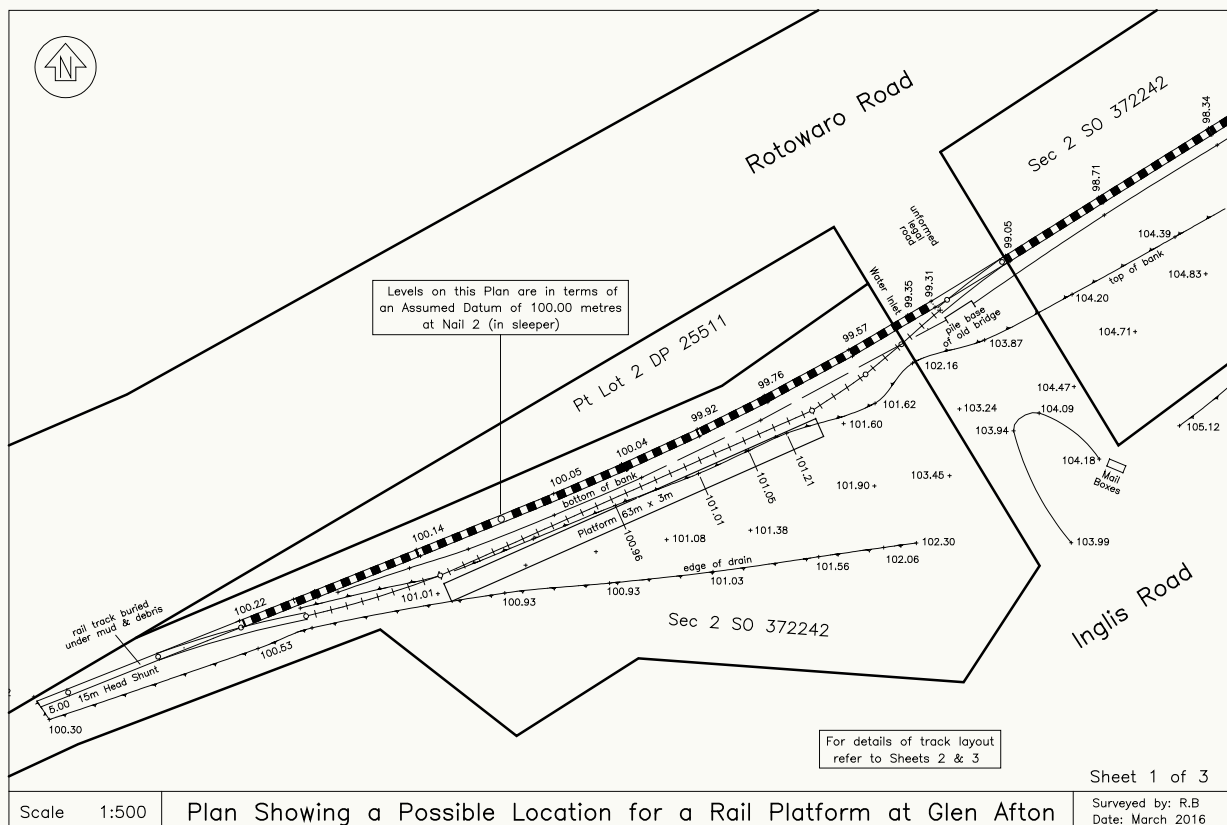 N
Rotowaro Road
Sec 2 SO 372242
98.34
98.71
unformed
legal
road
99.05
104.39
top of bank
104.83
104.20
104.71
Levels on this Plan are in terms of
an Assumed Datum of 100.00 metres
at Nail 2 (in sleeper)
Pt Lot 2 DP 25511
Water Inlet
99.35
99.31
pile base
of old bridge
103.87
99.57
102.16
99.76
104.47
99.92
101.62
103.24
104.09
100.04
101.60
103.94
105.12
100.05
bottom of bank
101.21
104.18
Mail
Boxes
101.05
103.45
101.90
101.01
Platform 63m x 3m
100.14
101.38
101.08
100.96
102.30
103.99
102.06
101.56
edge of drain
101.03
100.93
100.93
101.01
100.22
rail track buried
under mud & debris
Sec 2 SO 372242
Inglis Road
100.53
15m Head Shunt
5.00
100.30
For details of track layout
refer to Sheets 2 & 3
Sheet 1 of 3
Scale 1:500
Plan Showing a Possible Location for a Rail Platform at Glen Afton
Surveyed by: R.B
Date: March 2016